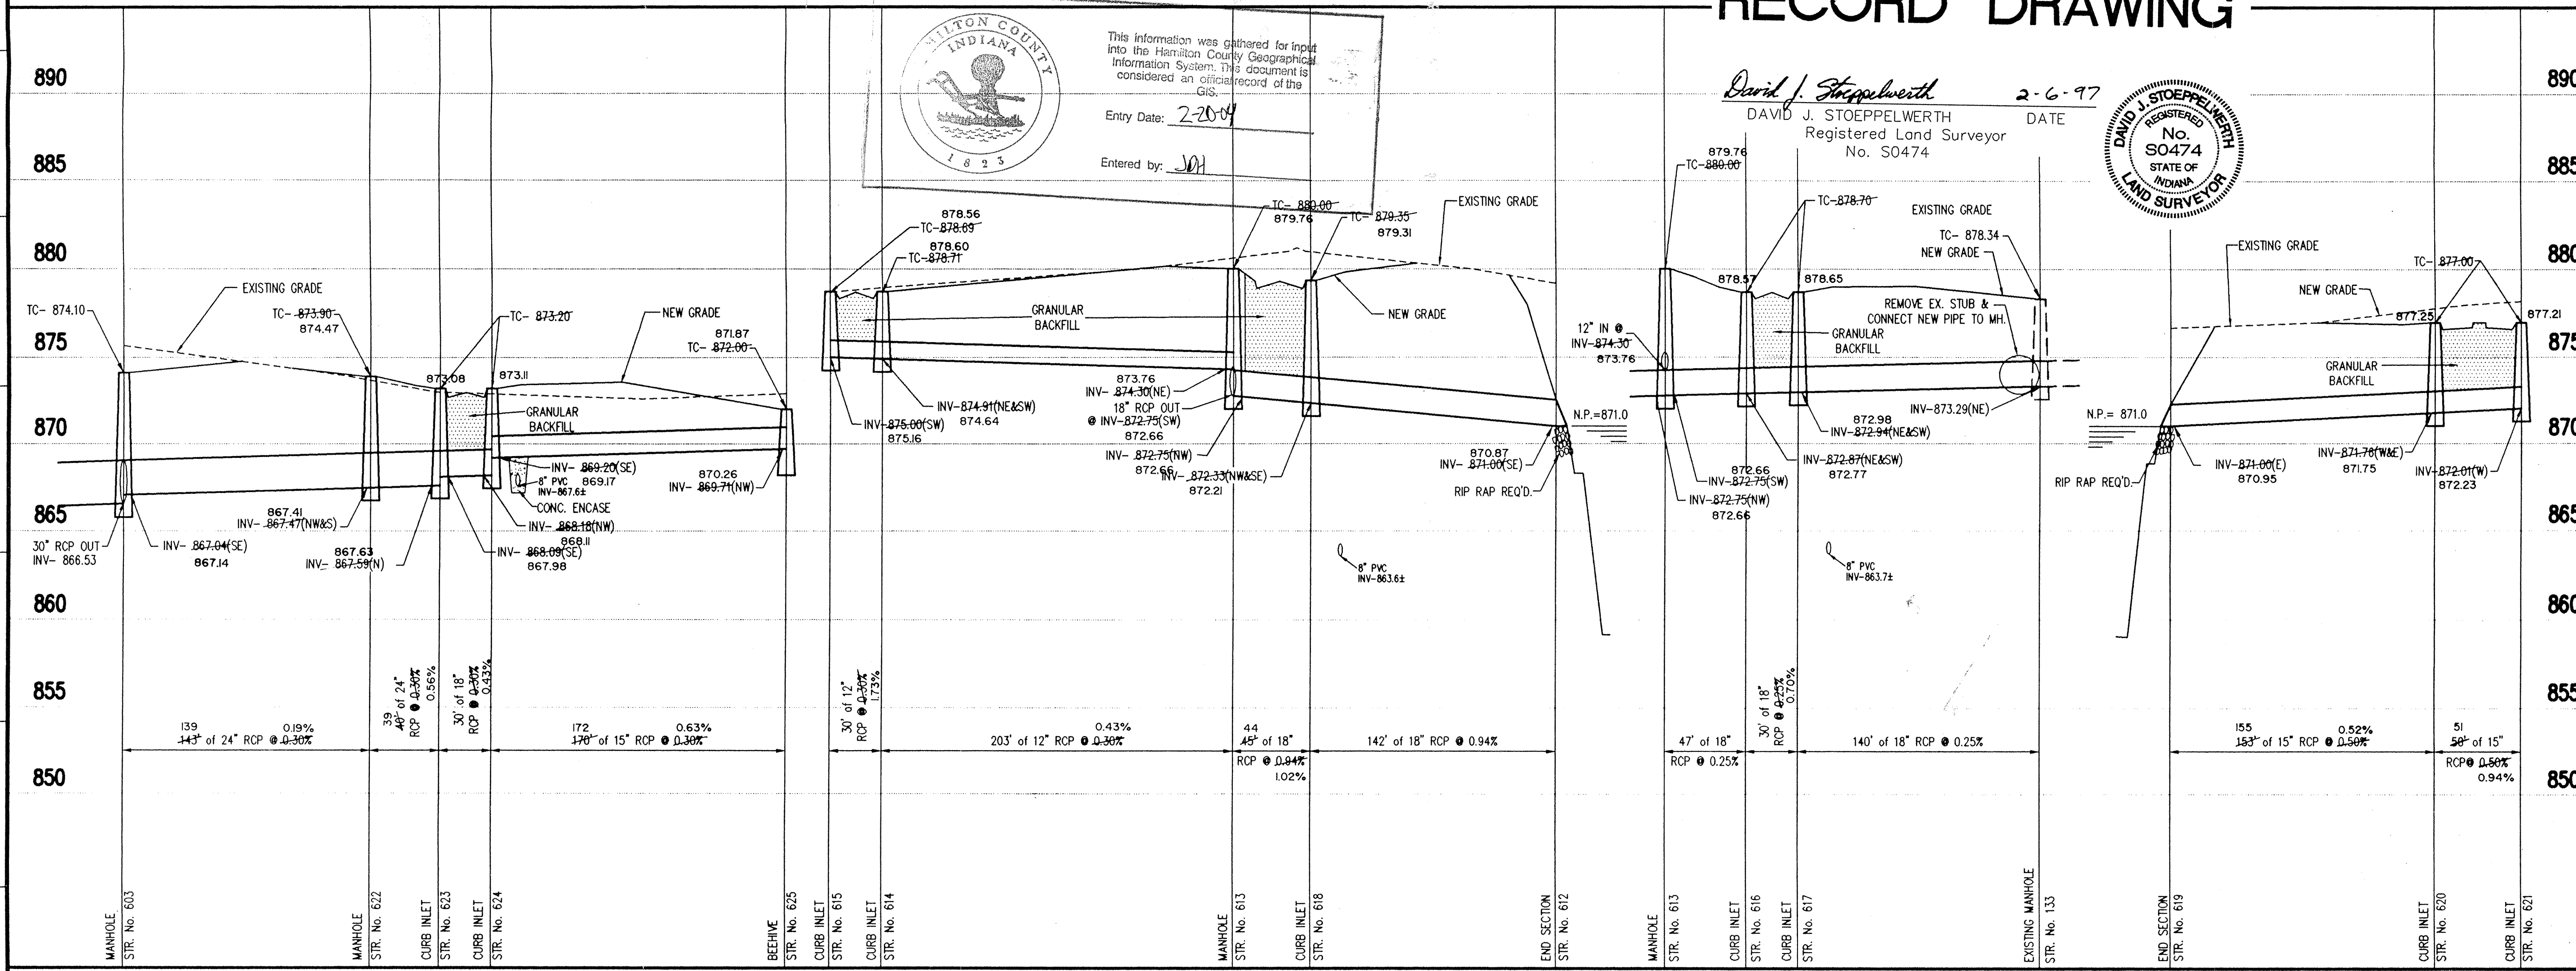 RECORD DRAWING
HAMILTON COUNTY
INDIANA
1823
This information was gathered for input
into the Hamilton County Geographical
Information System. This document is
considered an official record of the
GIS.
Entry Date: 2-20-04
Entered by: JDH
David J. Stoeppelwerth 2-6-97
DAVID J. STOEPPELWERTH DATE
Registered Land Surveyor
No. S0474
DAVID J. STOEPPELWERTH
REGISTERED
No.
S0474
STATE OF
INDIANA
LAND SURVEYOR
890
885
880
875
870
865
860
855
850
890
885
880
875
870
865
860
855
850
TC- 874.10
EXISTING GRADE
TC- 873.90
874.47
TC- 873.20
873.08
873.11
NEW GRADE
871.87
TC- 872.00
GRANULAR
BACKFILL
INV- 869.20(SE)
869.17
8" PVC
INV-867.6±
CONC. ENCASE
870.26
INV- 869.71(NW)
867.41
INV- 867.47(NW&S)
INV- 868.18(NW)
868.11
30" RCP OUT
INV- 866.53
INV- 867.04(SE)
867.14
867.63
INV- 867.59(N)
INV- 868.09(SE)
867.98
878.56
TC-878.69
878.60
TC-878.71
GRANULAR
BACKFILL
TC- 880.00
879.76
TC- 879.35
879.31
EXISTING GRADE
NEW GRADE
INV-874.91(NE&SW)
874.64
INV-875.00(SW)
875.16
873.76
INV- 874.30(NE)
18" RCP OUT
@ INV-872.75(SW)
872.66
INV- 872.75(NW)
872.66
INV- 872.33(NW&SE)
872.21
870.87
INV- 871.00(SE)
RIP RAP REQ'D.
N.P.=871.0
8" PVC
INV-863.6±
879.76
TC-880.00
TC-878.70
878.57
878.65
EXISTING GRADE
TC- 878.34
NEW GRADE
REMOVE EX. STUB &
CONNECT NEW PIPE TO MH.
12" IN @
INV-874.30
873.76
GRANULAR
BACKFILL
INV-873.29(NE)
872.98
INV-872.94(NE&SW)
INV-872.87(NE&SW)
872.77
872.66
INV-872.75(SW)
INV-872.75(NW)
872.66
8" PVC
INV-863.7±
N.P.= 871.0
EXISTING GRADE
NEW GRADE
TC- 877.00
877.25
877.21
GRANULAR
BACKFILL
INV-871.00(E)
870.95
RIP RAP REQ'D.
INV-871.76(W&E)
871.75
INV-872.01(W)
872.23
139 0.19%
143' of 24" RCP @ 0.30%
39
40' of 24"
RCP @ 0.30%
0.56%
30' of 18"
RCP @ 0.30%
0.43%
172 0.63%
170' of 15" RCP @ 0.30%
30' of 12"
RCP @ 0.30%
1.73%
0.43%
203' of 12" RCP @ 0.30%
44
45' of 18"
RCP @ 0.94%
1.02%
142' of 18" RCP @ 0.94%
47' of 18"
RCP @ 0.25%
30' of 18"
RCP @ 0.25%
0.70%
140' of 18" RCP @ 0.25%
155 0.52%
153' of 15" RCP @ 0.50%
51
50' of 15"
RCP @ 0.50%
0.94%
MANHOLE
STR. No. 603
MANHOLE
STR. No. 622
CURB INLET
STR. No. 623
CURB INLET
STR. No. 624
BEEHIVE
STR. No. 625
CURB INLET
STR. No. 615
CURB INLET
STR. No. 614
MANHOLE
STR. No. 613
CURB INLET
STR. No. 618
END SECTION
STR. No. 612
MANHOLE
STR. No. 613
CURB INLET
STR. No. 616
CURB INLET
STR. No. 617
EXISTING MANHOLE
STR. No. 133
END SECTION
STR. No. 619
CURB INLET
STR. No. 620
CURB INLET
STR. No. 621